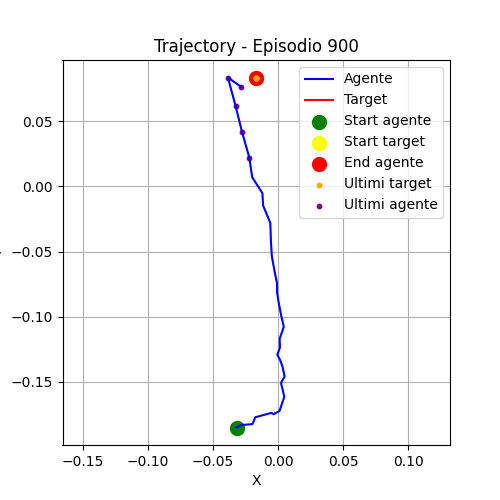 Trajectory - Episodio 900
Agente
Target
Start agente
Start target
End agente
Ultimi target
Ultimi agente
0.05
0.00
−0.05
−0.10
−0.15
−0.15
−0.10
−0.05
0.00
0.05
0.10
X